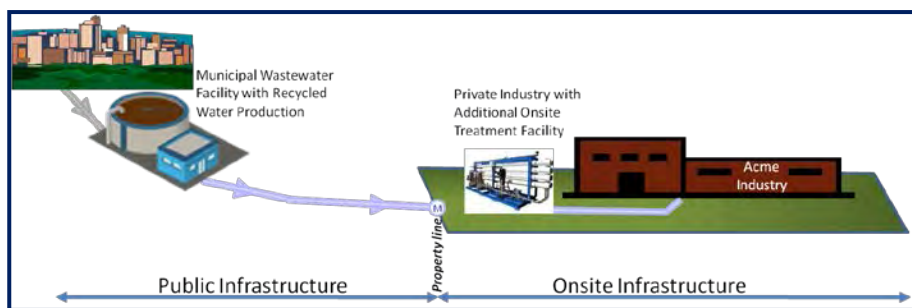 Municipal Wastewater
Facility with Recycled
Water Production
Private Industry with
Additional Onsite
Treatment Facility
Acme
Industry
M
Property line
Public Infrastructure
Onsite Infrastructure